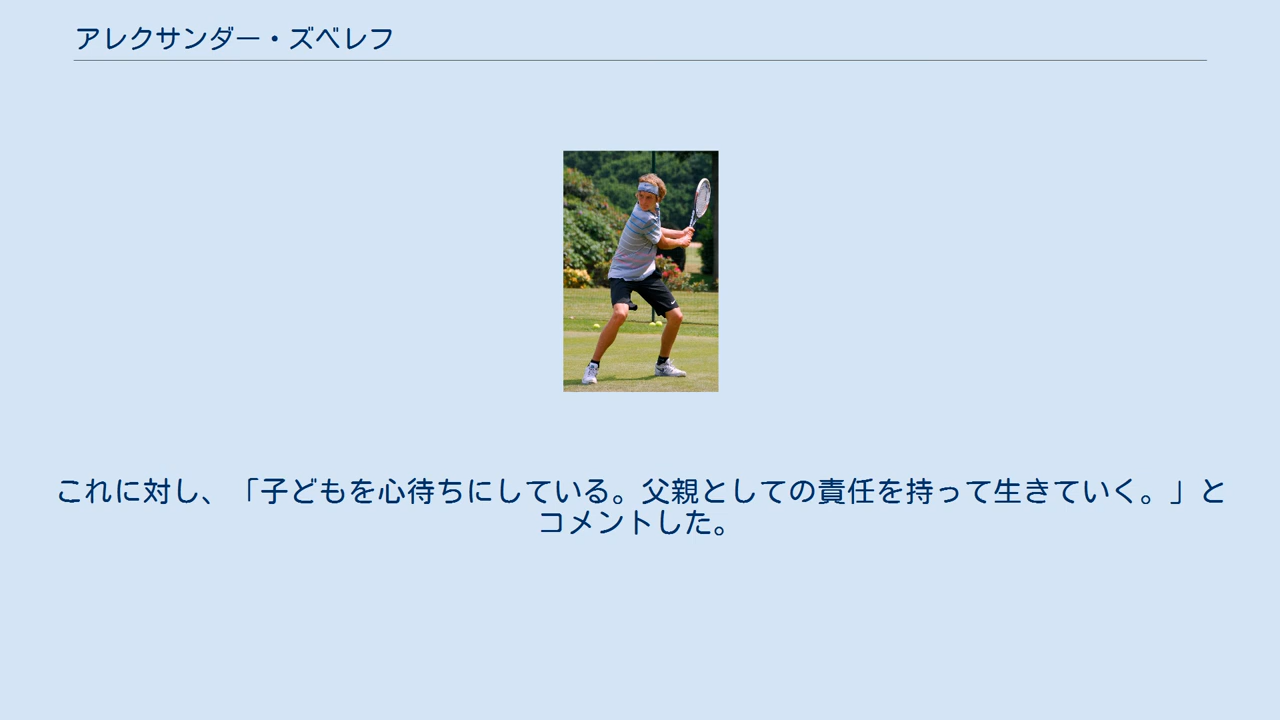 アレクサンダー・ズベレフ
これに対し、「子どもを心待ちにしている。父親としての責任を持って生きていく。」と
コメントした。